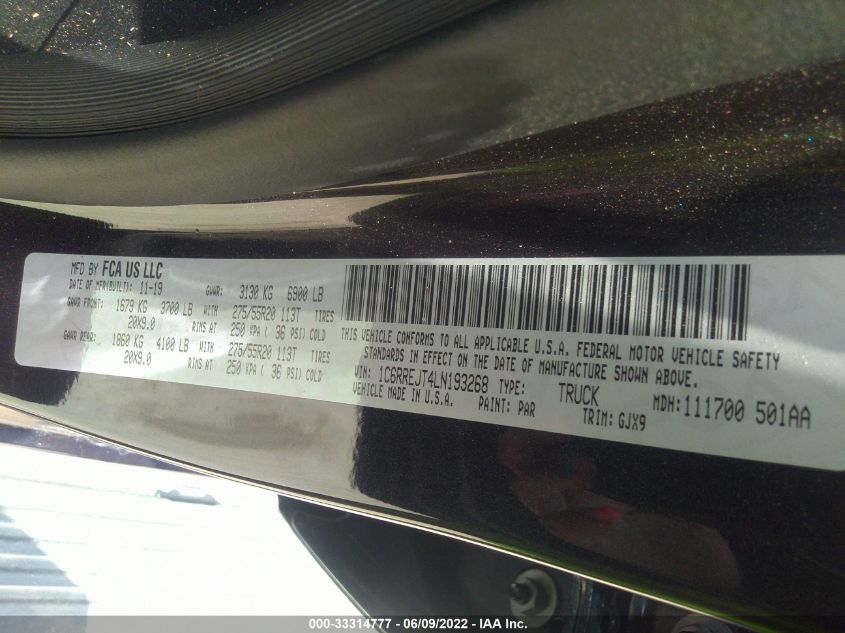 MFD BY FCA US LLC
DATE OF MFR(BUILT): 11-19 GVWR: 3130 KG 6900 LB
GAWR FRONT: 1679 KG 3700 LB WITH 275/55R20 113T TIRES
20X9.0 RIMS AT 250 KPA ( 36 PSI) COLD
GAWR REAR: 1860 KG 4100 LB WITH 275/55R20 113T TIRES
20X9.0 RIMS AT 250 KPA ( 36 PSI) COLD
THIS VEHICLE CONFORMS TO ALL APPLICABLE U.S.A. FEDERAL MOTOR VEHICLE SAFETY
STANDARDS IN EFFECT ON THE DATE OF MANUFACTURE SHOWN ABOVE.
VIN: 1C6RREJT4LN193268 TYPE: TRUCK MDH:111700 501AA
VEHICLE MADE IN U.S.A. PAINT: PAR TRIM: GJX9
000-33314777 - 06/09/2022 - IAA Inc.